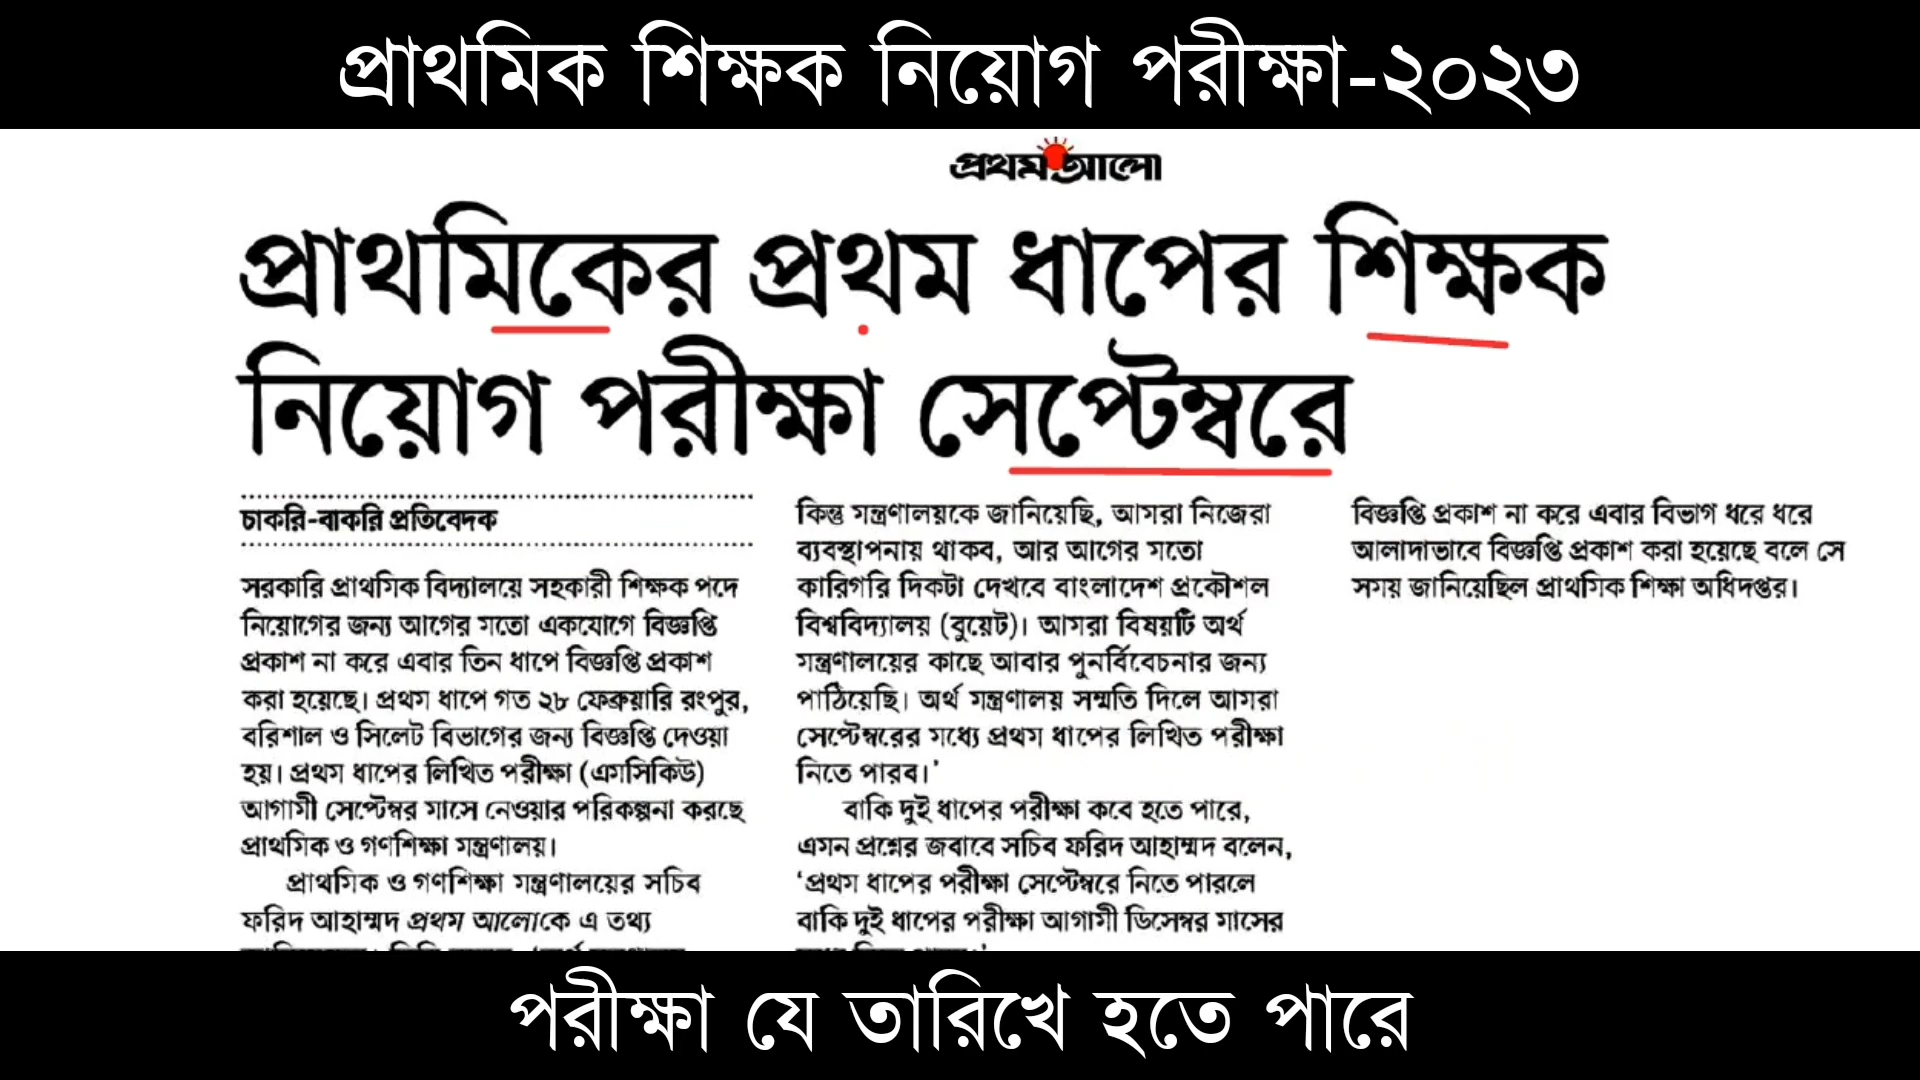 প্রাথমিক শিক্ষক নিয়োগ পরীক্ষা-২০২৩
প্রথম আলো
প্রাথমিকের প্রথম ধাপের শিক্ষক
নিয়োগ পরীক্ষা সেপ্টেম্বরে
চাকরি-বাকরি প্রতিবেদক
সরকারি প্রাথমিক বিদ্যালয়ে সহকারী শিক্ষক পদে
নিয়োগের জন্য আগের মতো একযোগে বিজ্ঞপ্তি
প্রকাশ না করে এবার তিন ধাপে বিজ্ঞপ্তি প্রকাশ
করা হয়েছে। প্রথম ধাপে গত ২৮ ফেব্রুয়ারি রংপুর,
বরিশাল ও সিলেট বিভাগের জন্য বিজ্ঞপ্তি দেওয়া
হয়। প্রথম ধাপের লিখিত পরীক্ষা (এমসিকিউ)
আগামী সেপ্টেম্বর মাসে নেওয়ার পরিকল্পনা করছে
প্রাথমিক ও গণশিক্ষা মন্ত্রণালয়।
প্রাথমিক ও গণশিক্ষা মন্ত্রণালয়ের সচিব
ফরিদ আহাম্মদ প্রথম আলোকে এ তথ্য
কিন্তু মন্ত্রণালয়কে জানিয়েছি, আমরা নিজেরা
ব্যবস্থাপনায় থাকব, আর আগের মতো
কারিগরি দিকটা দেখবে বাংলাদেশ প্রকৌশল
বিশ্ববিদ্যালয় (বুয়েট)। আমরা বিষয়টি অর্থ
মন্ত্রণালয়ের কাছে আবার পুনর্বিবেচনার জন্য
পাঠিয়েছি। অর্থ মন্ত্রণালয় সম্মতি দিলে আমরা
সেপ্টেম্বরের মধ্যে প্রথম ধাপের লিখিত পরীক্ষা
নিতে পারব।’
বাকি দুই ধাপের পরীক্ষা কবে হতে পারে,
এমন প্রশ্নের জবাবে সচিব ফরিদ আহাম্মদ বলেন,
‘প্রথম ধাপের পরীক্ষা সেপ্টেম্বরে নিতে পারলে
বাকি দুই ধাপের পরীক্ষা আগামী ডিসেম্বর মাসের
বিজ্ঞপ্তি প্রকাশ না করে এবার বিভাগ ধরে ধরে
আলাদাভাবে বিজ্ঞপ্তি প্রকাশ করা হয়েছে বলে সে
সময় জানিয়েছিল প্রাথমিক শিক্ষা অধিদপ্তর।
পরীক্ষা যে তারিখে হতে পারে